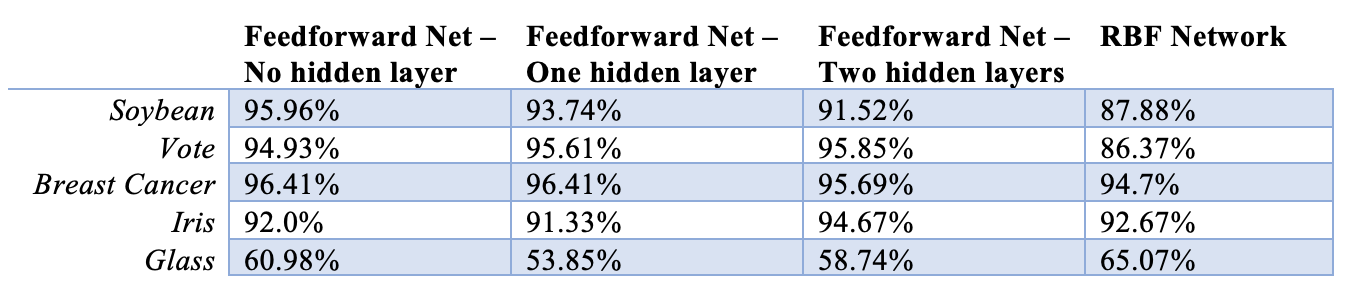 Feedforward Net – Feedforward Net – Feedforward Net – RBF Network
No hidden layer One hidden layer Two hidden layers
Soybean 95.96% 93.74% 91.52% 87.88%
Vote 94.93% 95.61% 95.85% 86.37%
Breast Cancer 96.41% 96.41% 95.69% 94.7%
Iris 92.0% 91.33% 94.67% 92.67%
Glass 60.98% 53.85% 58.74% 65.07%